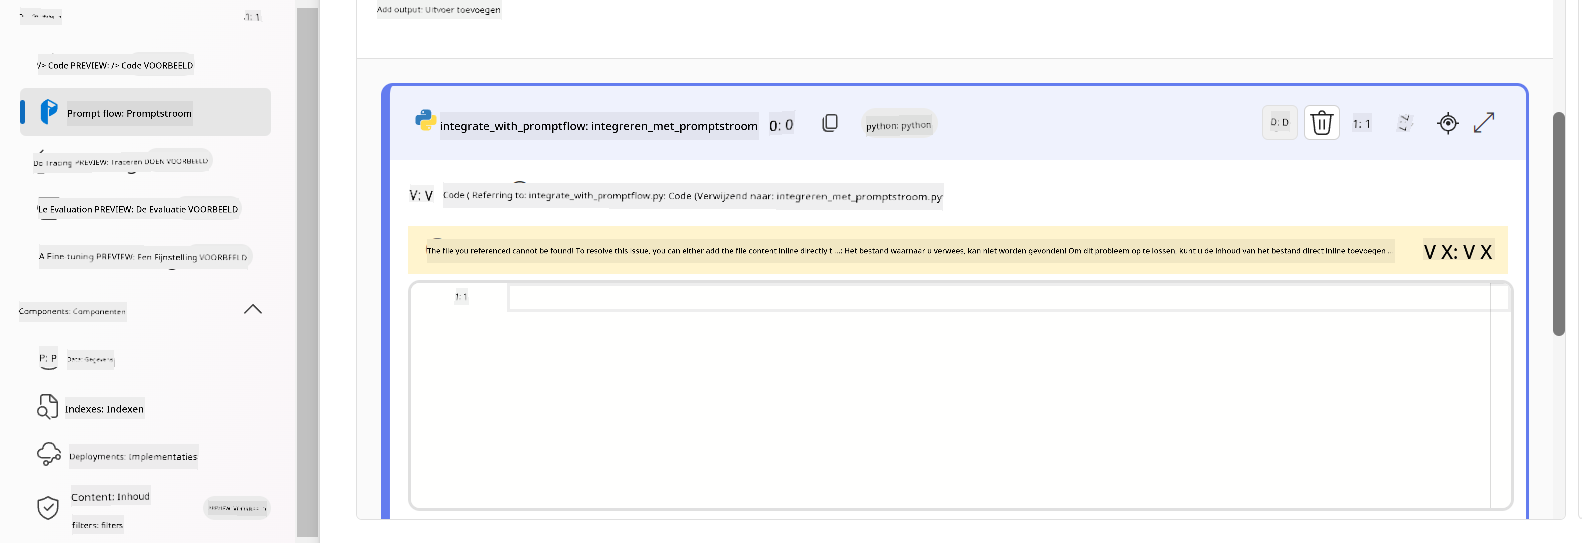 Add output: Uitvoer toevoegen
1: 1
/> Code PREVIEW: /> Code VOORBEELD
Prompt flow: Promptstroom
De Tracing PREVIEW: Traceren DOEN VOORBEELD
Le Evaluation PREVIEW: De Evaluatie VOORBEELD
A Fine-tuning PREVIEW: Een Fijnstelling VOORBEELD
Components: Componenten
P: P
Data: Gegevens
Indexes: Indexen
Deployments: Implementaties
Content: Inhoud
filters: filters
integrate_with_promptflow: integreren_met_promptstroom
0: 0
python: python
D: D
1: 1
V: V
Code ( Referring to: integrate_with_promptflow.py: Code (Verwijzend naar: integreren_met_promptstroom.py
The file you referenced cannot be found! To resolve this issue, you can either add the file content inline directly t ...: Het bestand waarnaar u verwees, kan niet worden gevonden! Om dit probleem op te lossen, kunt u de inhoud van het bestand direct inline toevoegen ...
V X: V X
1: 1